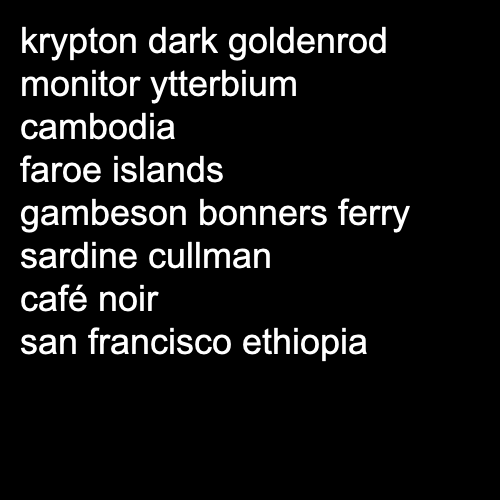 krypton dark goldenrod
monitor ytterbium
cambodia
faroe islands
gambeson bonners ferry
sardine cullman
café noir
san francisco ethiopia